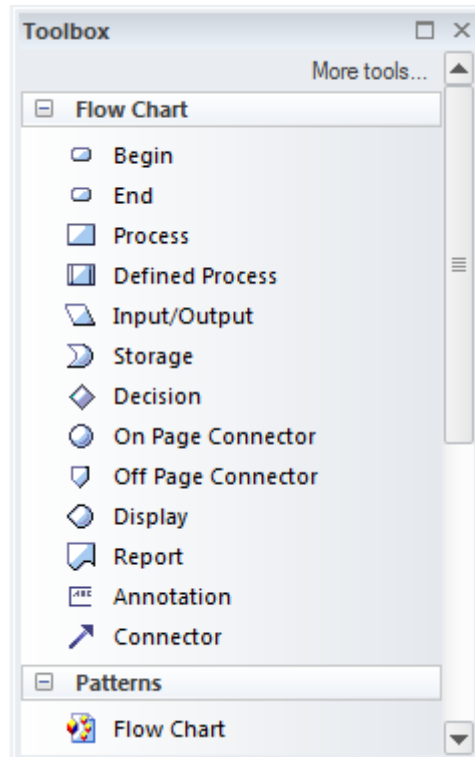 Toolbox
More tools...
Flow Chart
Begin
End
Process
Defined Process
Input/Output
Storage
Decision
On Page Connector
Off Page Connector
Display
Report
Annotation
Connector
Patterns
Flow Chart